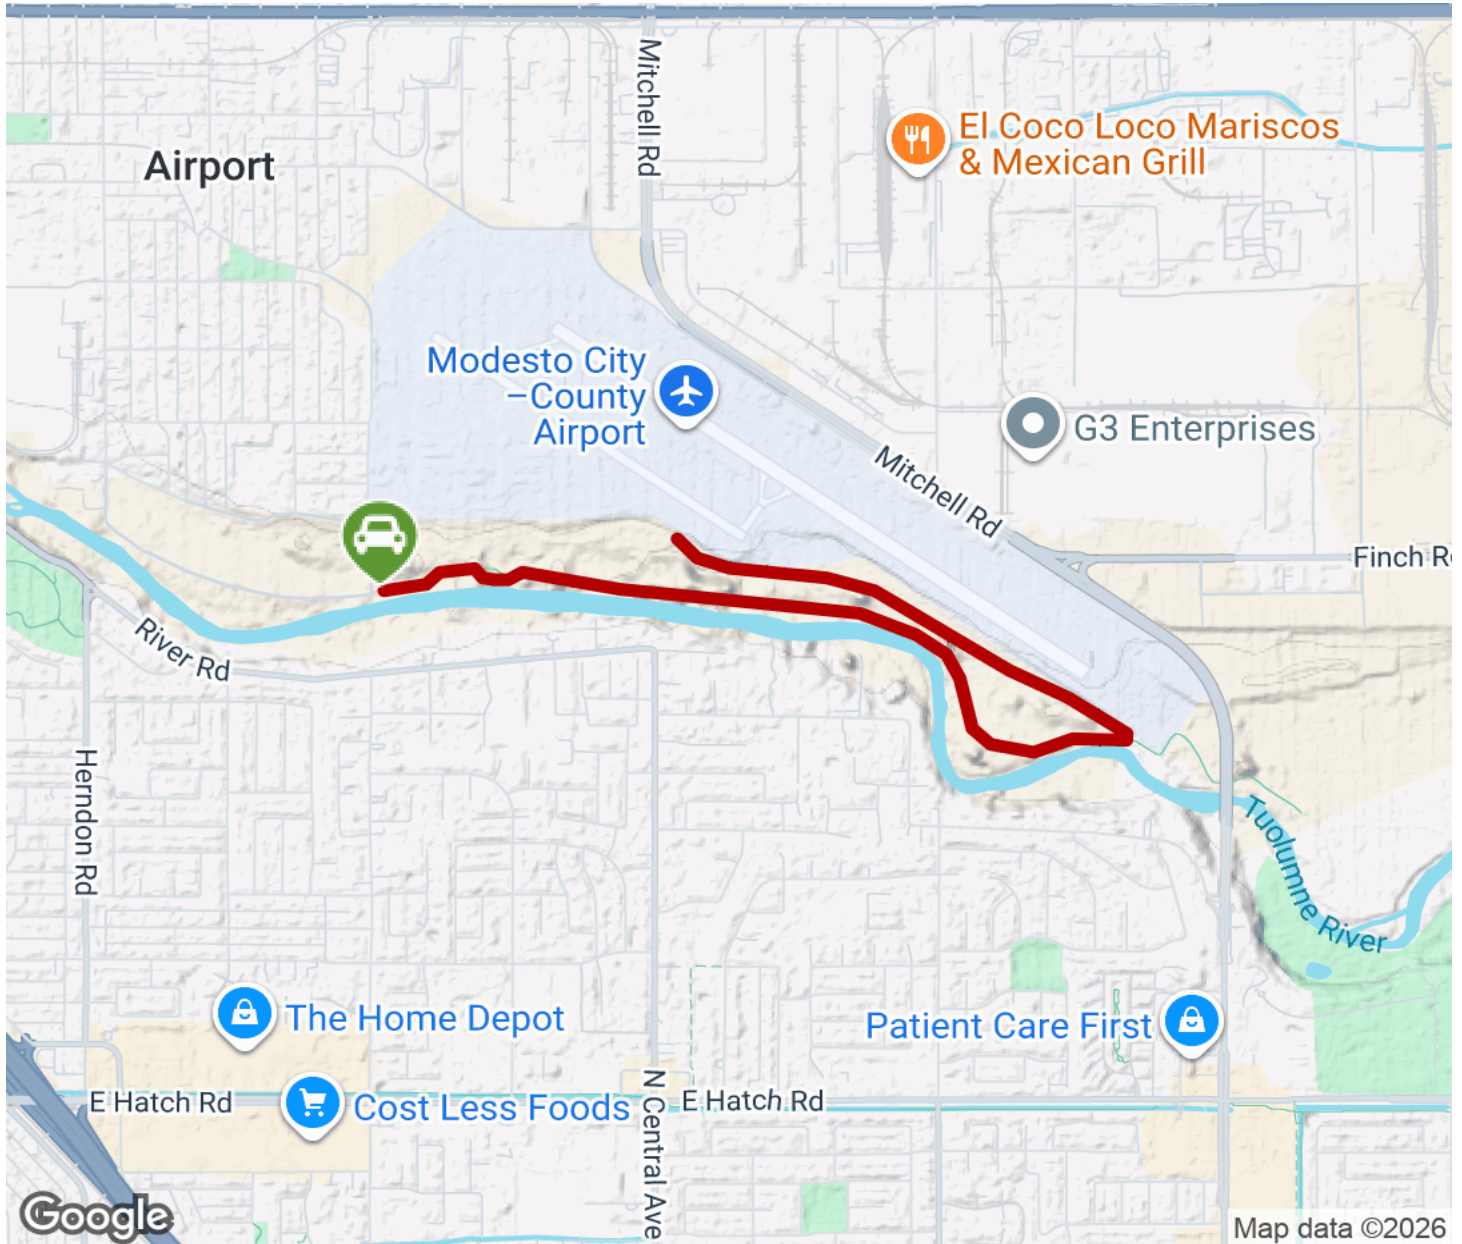 Mitchell Rd
El Coco Loco Mariscos
& Mexican Grill
Airport
Modesto City
–County
Airport
G3 Enterprises
Mitchell Rd
Finch R
River Rd
Herndon Rd
Tuolumne River
The Home Depot
Patient Care First
E Hatch Rd
Cost Less Foods
N Central Ave
E Hatch Rd
Google
Map data ©2026